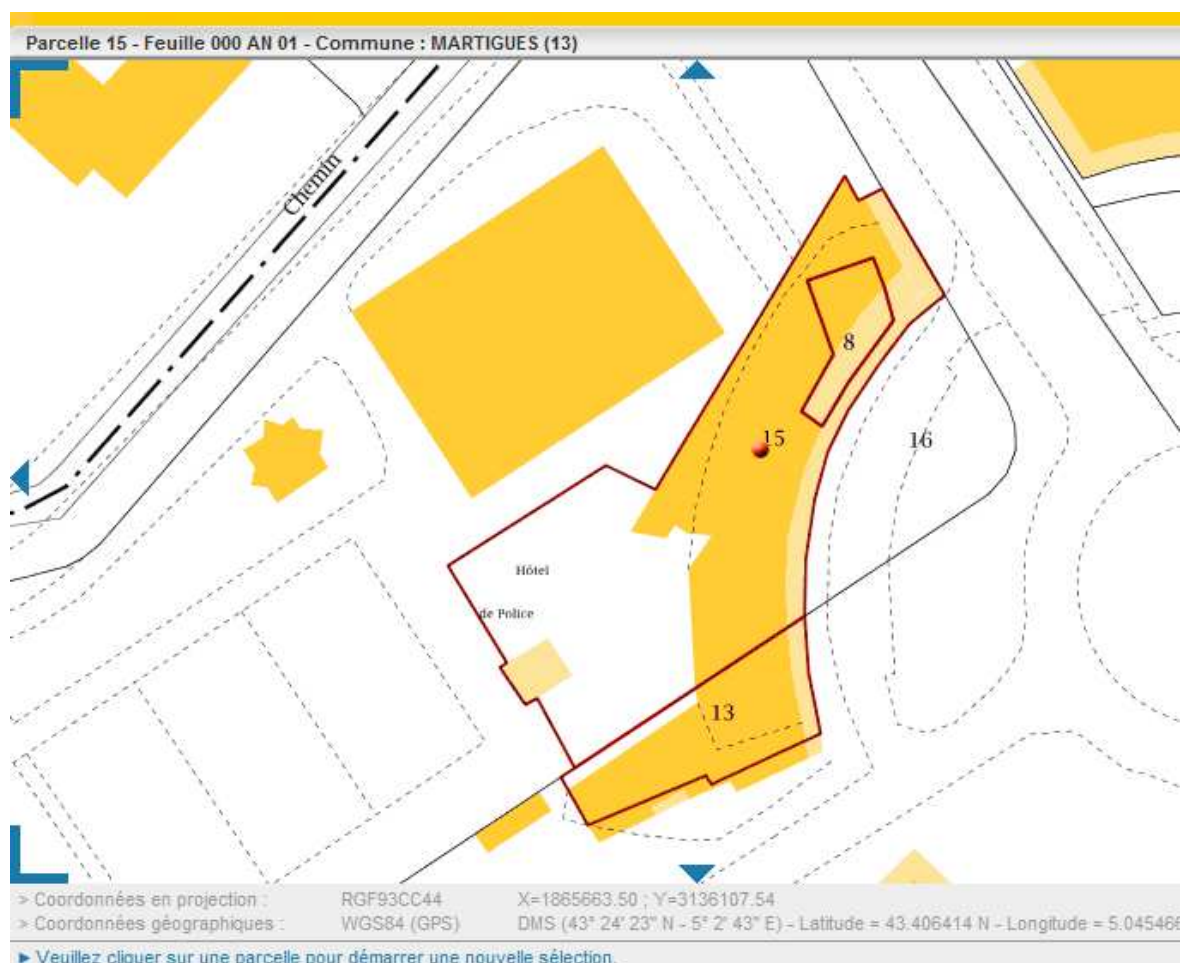 Parcelle 15 - Feuille 000 AN 01 - Commune : MARTIGUES (13)
Chemin
8
15
16
Hôtel
de Police
13
> Coordonnées en projection : RGF93CC44 X=1865663.50 ; Y=3136107.54
> Coordonnées géographiques : WGS84 (GPS) DMS (43° 24' 23" N - 5° 2' 43" E) - Latitude = 43.406414 N - Longitude = 5.045466
► Veuillez cliquer sur une parcelle pour démarrer une nouvelle sélection.